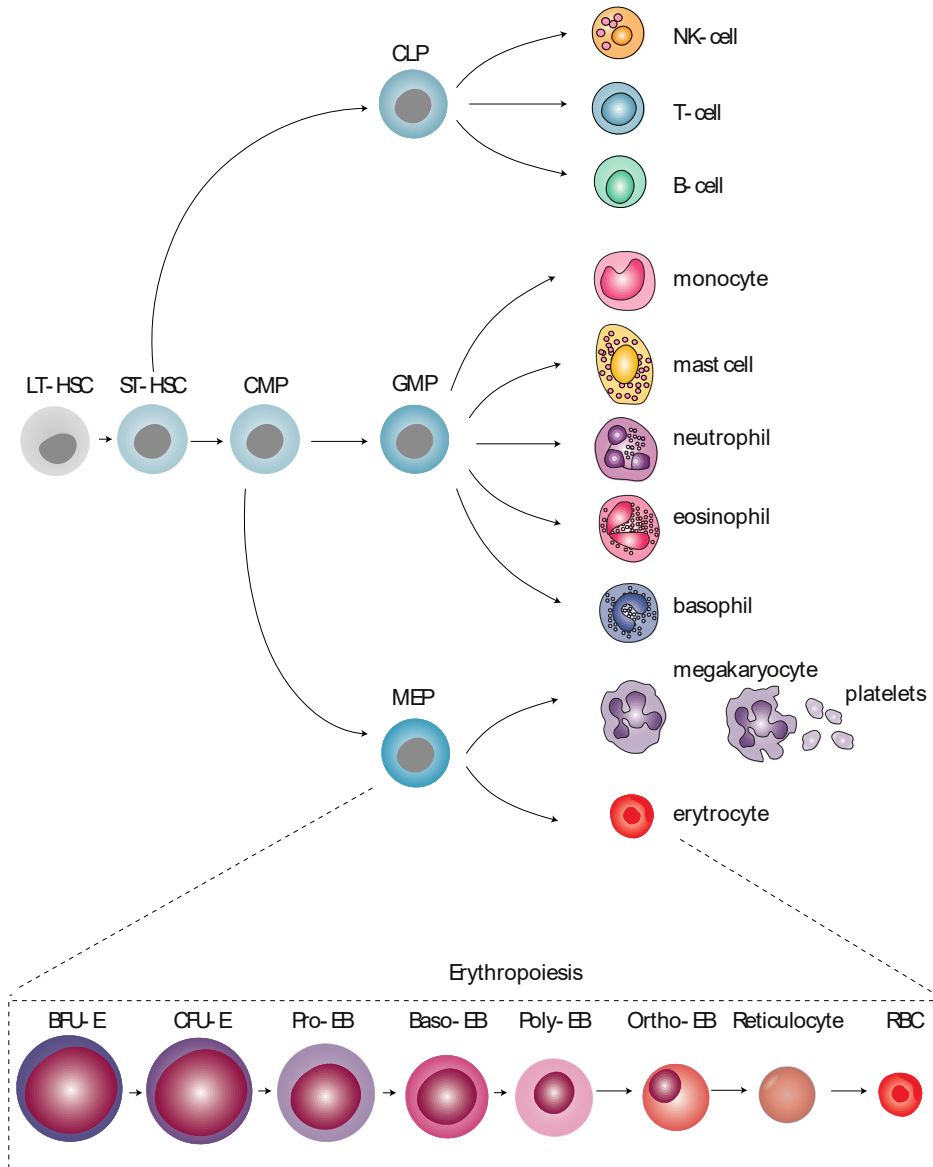 CLP
NK-cell
T-cell
B-cell
monocyte
mast cell
LT-HSC
ST-HSC
CMP
GMP
neutrophil
eosinophil
basophil
megakaryocyte
platelets
MEP
erytrocyte
Erythropoiesis
BFU-E
CFU-E
Pro-EB
Baso-EB
Poly-EB
Ortho-EB
Reticulocyte
RBC